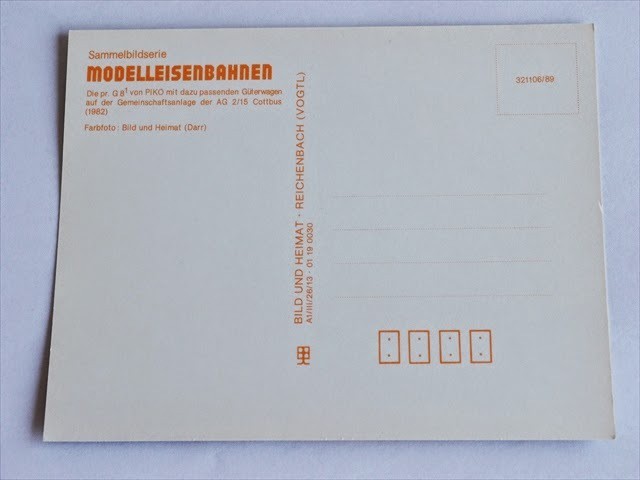 Sammelbildserie
MODELLEISENBAHNEN
Die pr. G 8¹ von PIKO mit dazu passenden Güterwagen
auf der Gemeinschaftsanlage der AG 2/15 Cottbus
(1982)
Farbfoto: Bild und Heimat (Darr)
BILD UND HEIMAT · REICHENBACH (VOGTL)
A1/III/26/13 · 01 19 0030
321106/89